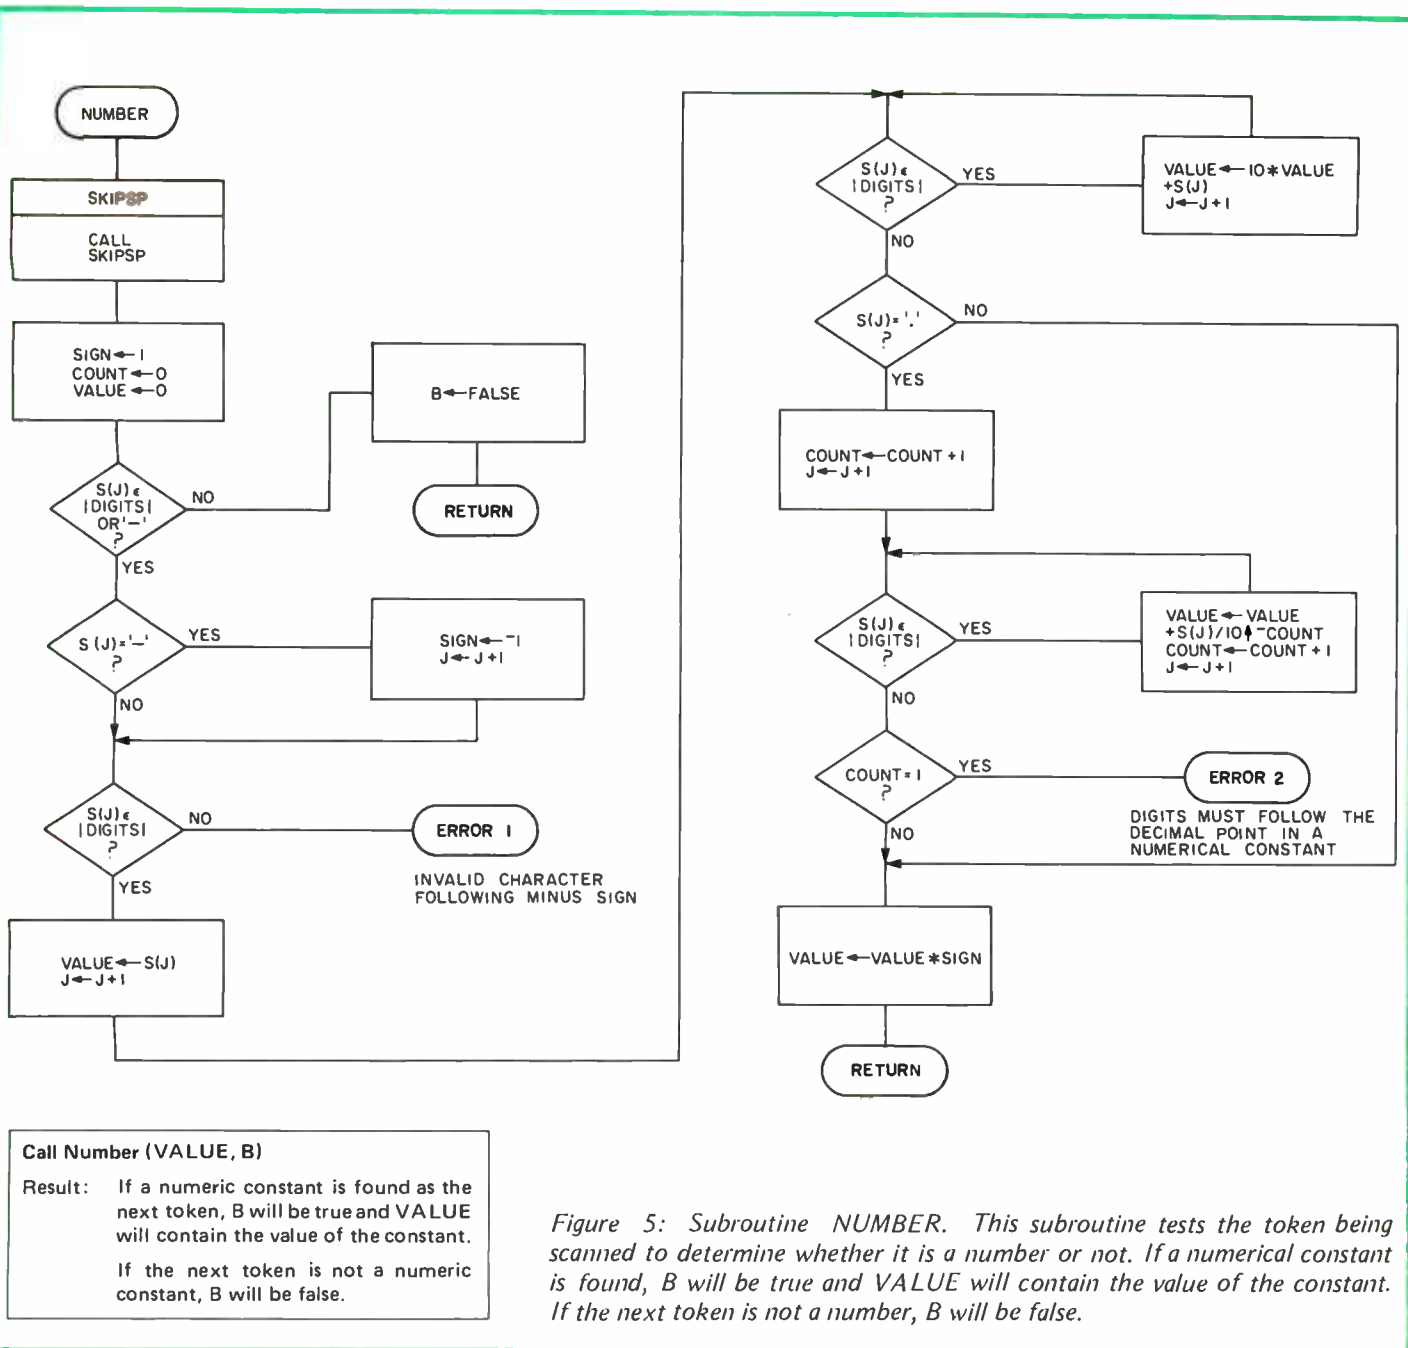 NUMBER
SKIPSP
CALL
SKIPSP
SIGN←1
COUNT←0
VALUE←0
S(J)ϵ
|DIGITS|
OR'–'
?
NO
YES
B←FALSE
RETURN
S(J)='–'
?
YES
NO
SIGN←¯1
J←J+1
S(J)ϵ
|DIGITS|
?
NO
YES
ERROR 1
INVALID CHARACTER
FOLLOWING MINUS SIGN
VALUE←S(J)
J←J+1
S(J)ϵ
|DIGITS|
?
YES
NO
VALUE←10*VALUE
+S(J)
J←J+1
S(J)='.'
?
NO
YES
COUNT←COUNT+1
J←J+1
S(J)ϵ
|DIGITS|
?
YES
NO
VALUE←VALUE
+S(J)/10↑¯COUNT
COUNT←COUNT+1
J←J+1
COUNT=1
?
YES
NO
ERROR 2
DIGITS MUST FOLLOW THE
DECIMAL POINT IN A
NUMERICAL CONSTANT
VALUE←VALUE*SIGN
RETURN
Call Number (VALUE, B)
Result: If a numeric constant is found as the
next token, B will be true and VALUE
will contain the value of the constant.
If the next token is not a numeric
constant, B will be false.
Figure 5: Subroutine NUMBER. This subroutine tests the token being
scanned to determine whether it is a number or not. If a numerical constant
is found, B will be true and VALUE will contain the value of the constant.
If the next token is not a number, B will be false.